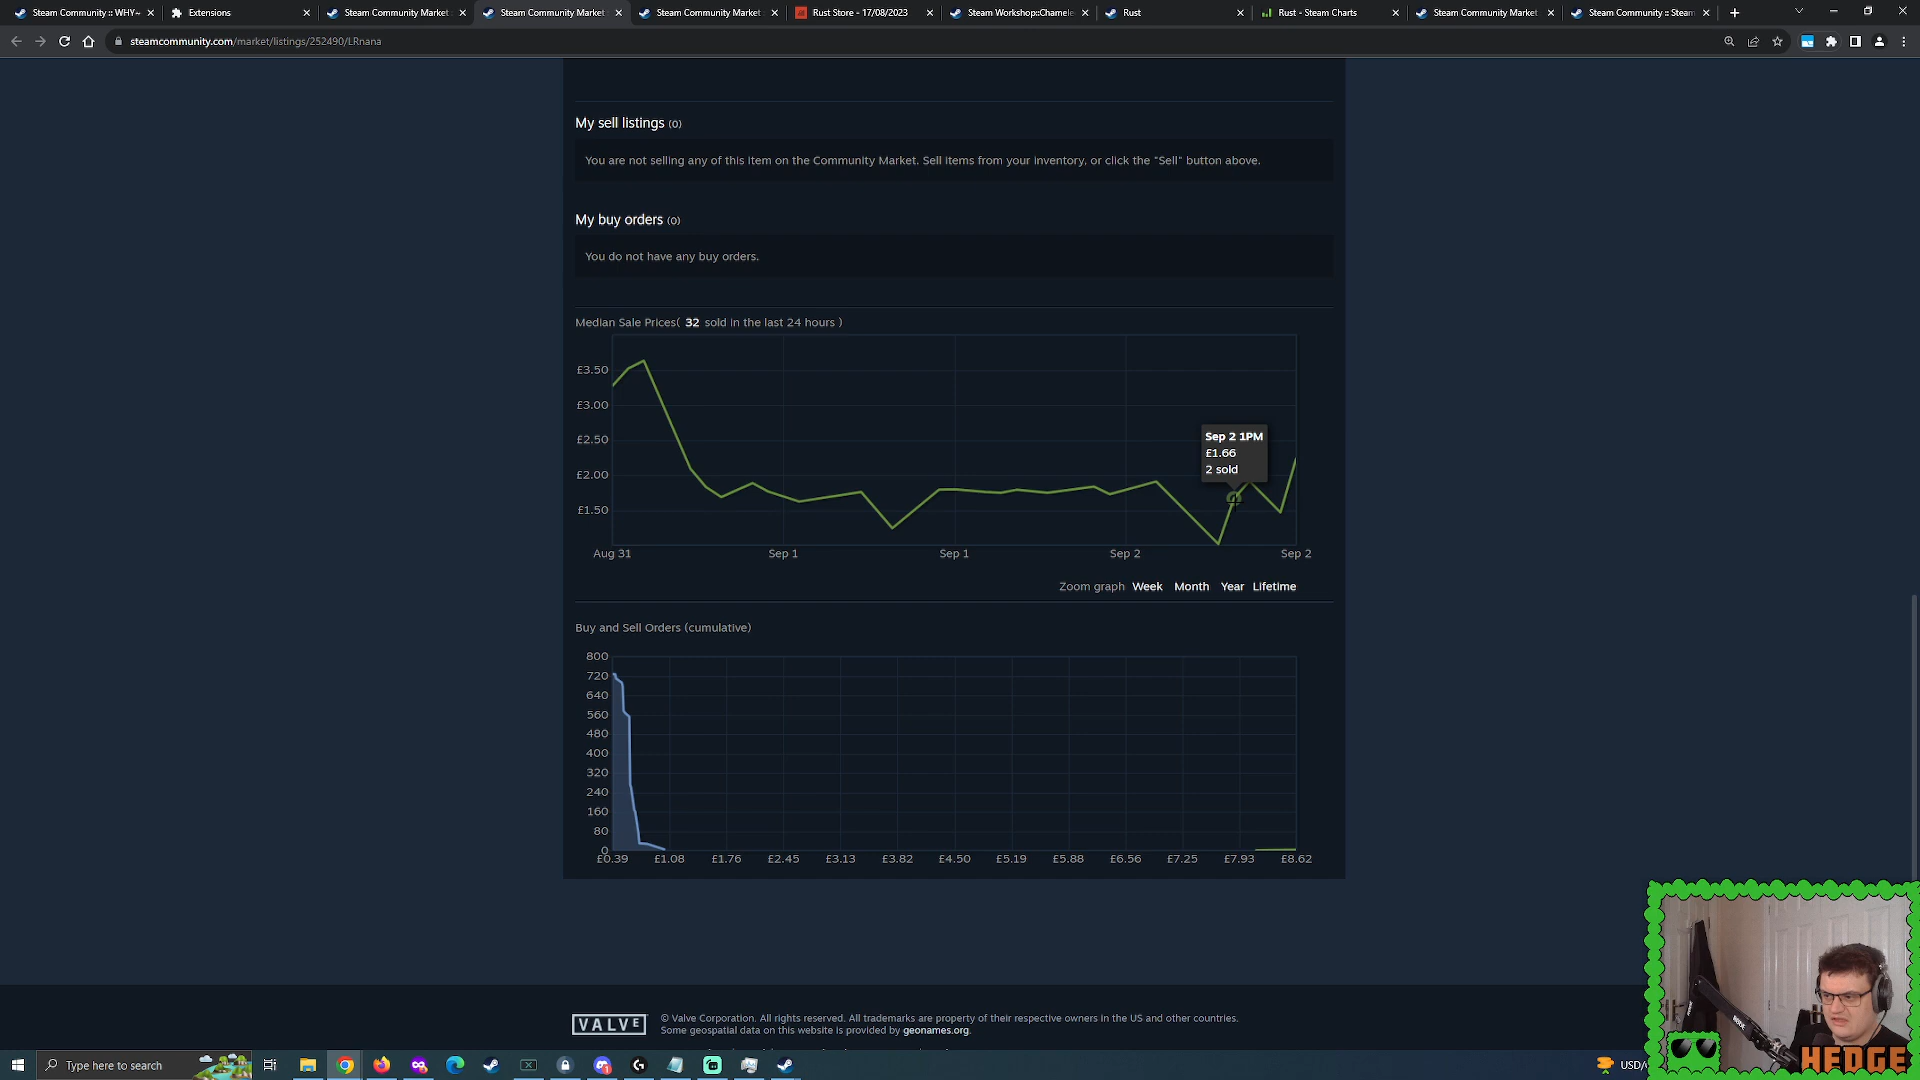 Steam Community :: WHY~
Extensions
Steam Community Market
Steam Community Market
Steam Community Market
Rust Store - 17/08/2023
Steam Workshop::Chamele
Rust
Rust - Steam Charts
Steam Community Market
Steam Community :: Steam
steamcommunity.com/market/listings/252490/LRnana
My sell listings (0)
You are not selling any of this item on the Community Market. Sell items from your inventory, or click the "Sell" button above.
My buy orders (0)
You do not have any buy orders.
Median Sale Prices( 32 sold in the last 24 hours )
£3.50
£3.00
£2.50
£2.00
£1.50
Sep 2 1PM
£1.66
2 sold
Aug 31 Sep 1 Sep 1 Sep 2 Sep 2
Zoom graph Week Month Year Lifetime
Buy and Sell Orders (cumulative)
800
720
640
560
480
400
320
240
160
80
0
£0.39 £1.08 £1.76 £2.45 £3.13 £3.82 £4.50 £5.19 £5.88 £6.56 £7.25 £7.93 £8.62
VALVE
© Valve Corporation. All rights reserved. All trademarks are property of their respective owners in the US and other countries.
Some geospatial data on this website is provided by geonames.org.
Type here to search
USD/
HEDGE